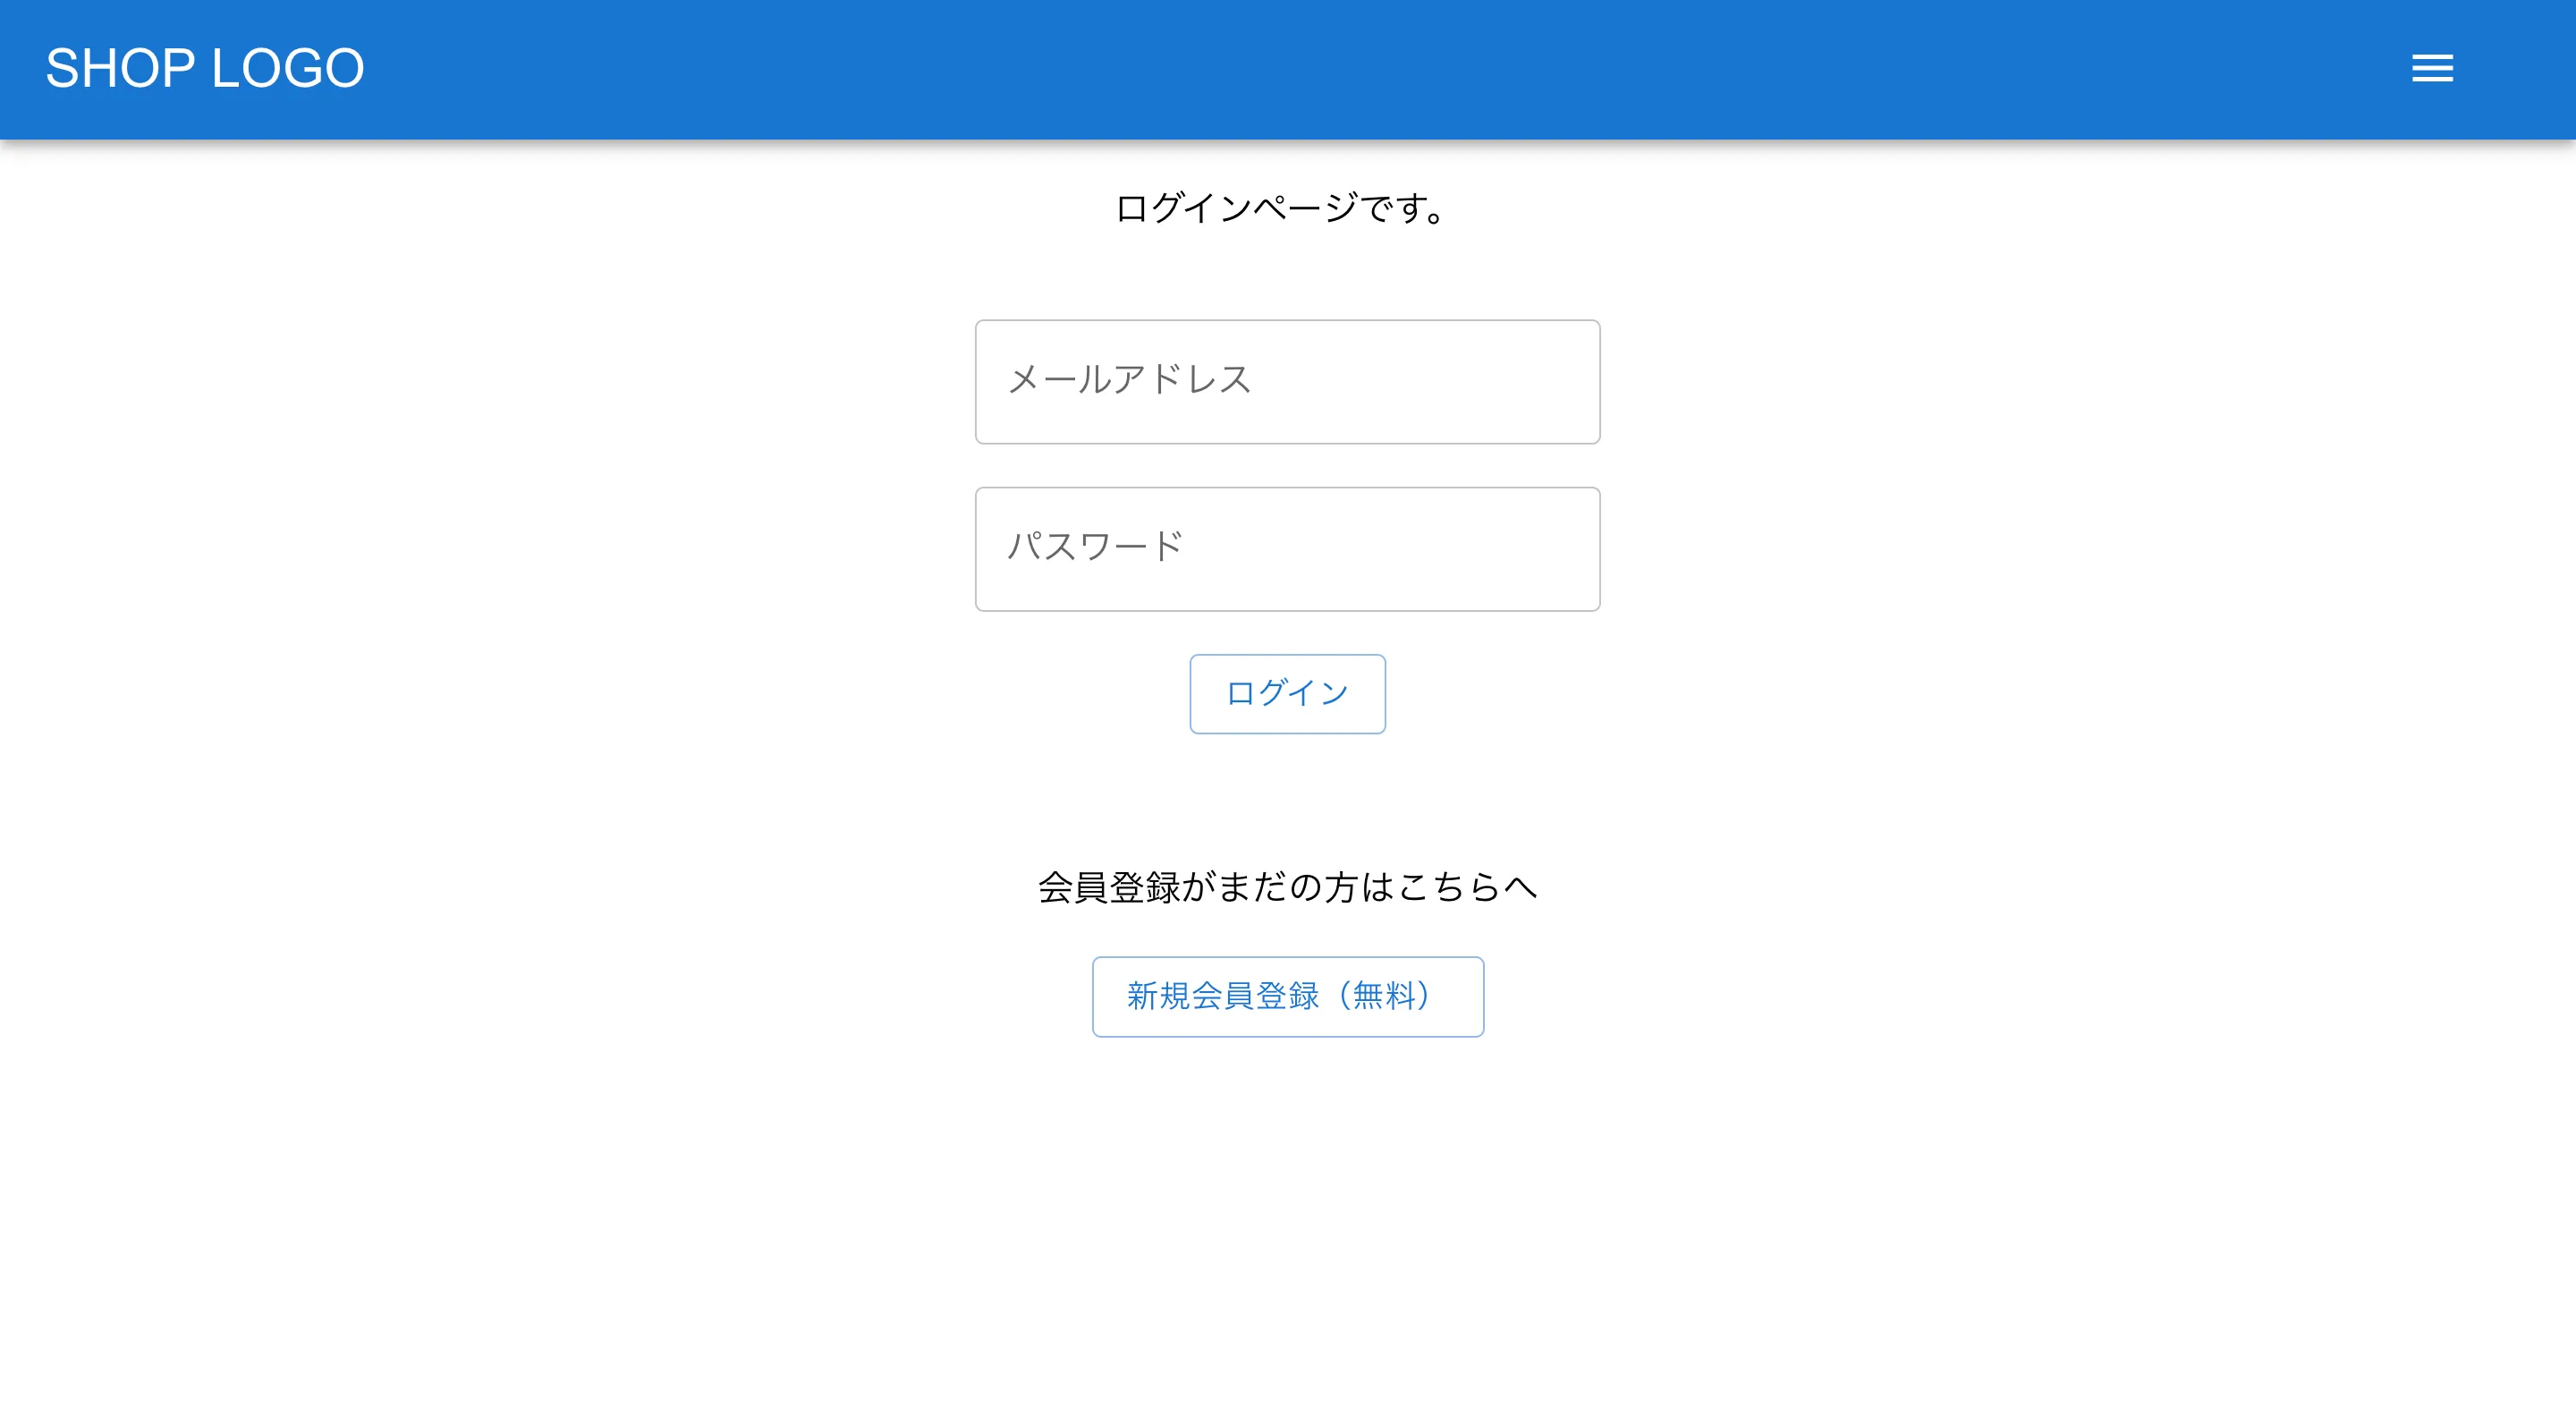 SHOP LOGO
ログインページです。
メールアドレス
パスワード
ログイン
会員登録がまだの方はこちらへ
新規会員登録（無料）